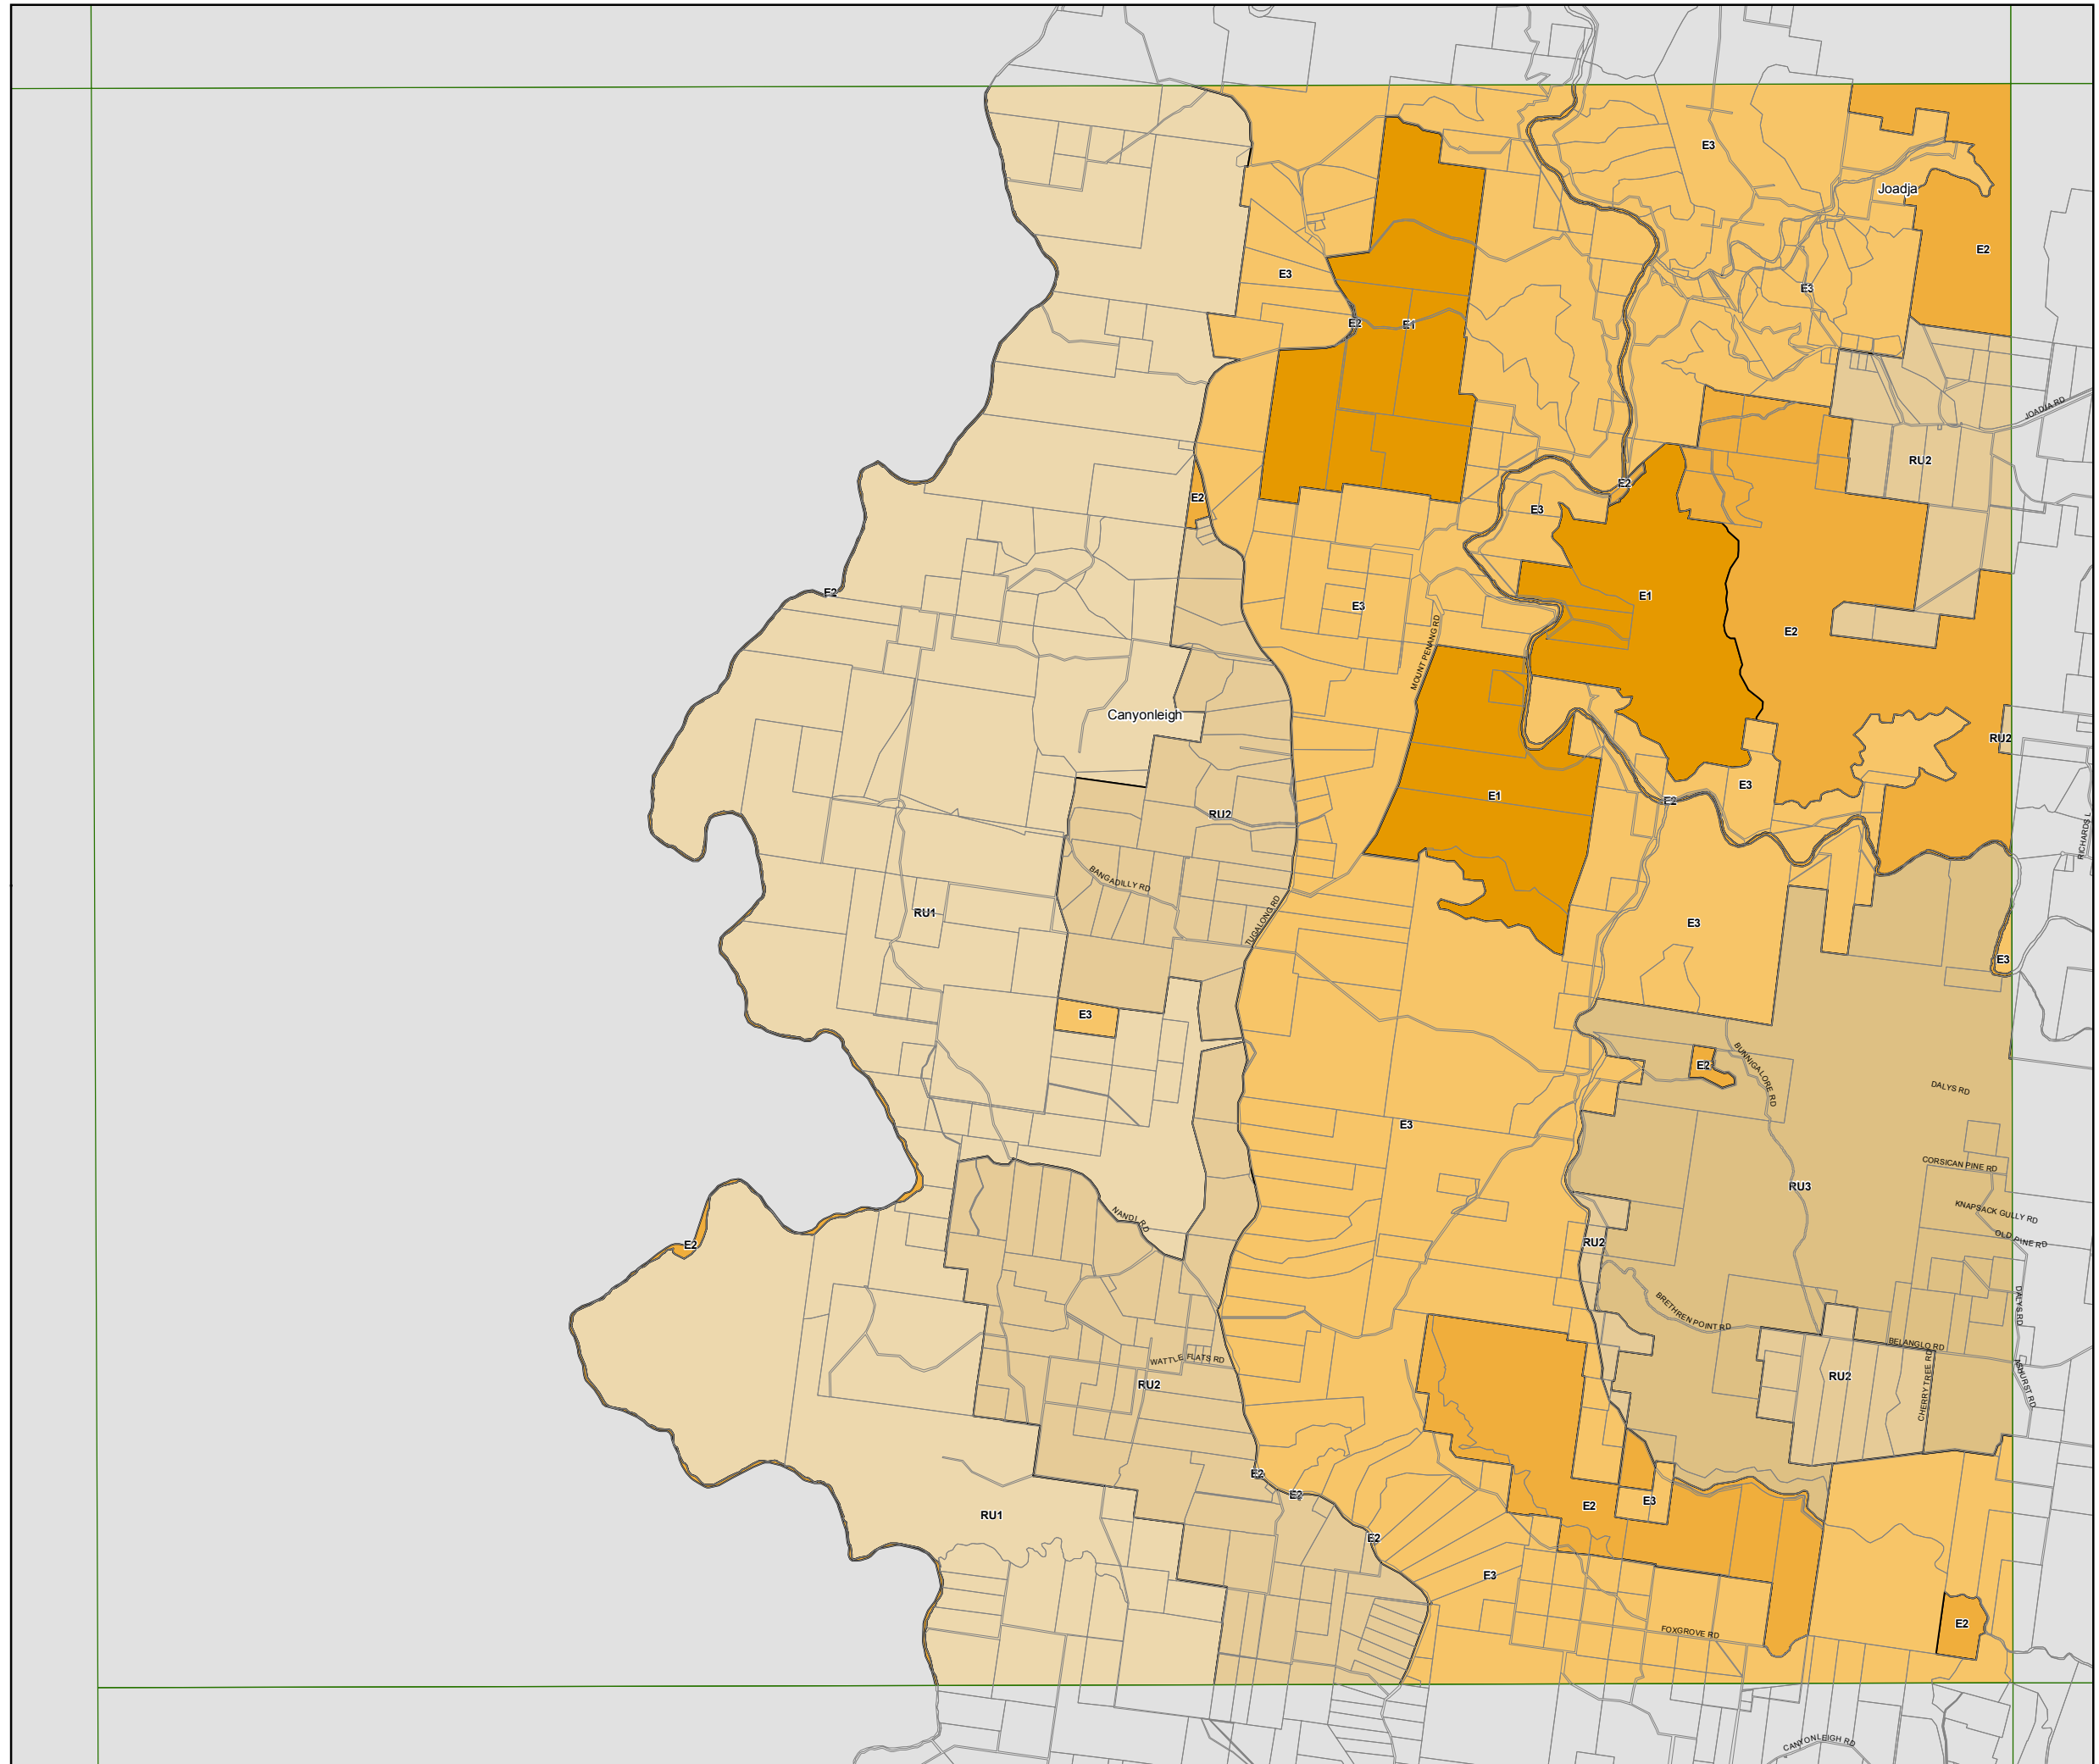 E3
Joadja
E2
E3
E3
E2
E1
JOADJA RD
RU2
E2
E2
E3
E2
E1
E3
E2
MOUNT PENANG RD
Canyonleigh
RU2
E3
E1
E2
RU2
RICHARDS L
BANGADILLY RD
RU1
TUGALONG RD
E3
E3
E3
E2
BUNNIGALORE RD
DALYS RD
E3
CORSICAN PINE RD
RU3
KNAPSACK GULLY RD
NANDI RD
OLD PINE RD
RU2
E2
DALYS RD
BRETHREN POINT RD
BELANGLO RD
WATTLE FLATS RD
RU2
RU2
CHERRY TREE RD
ASHURST RD
E2
E2
E3
E2
RU1
E2
E3
E2
FOXGROVE RD
CANYONLEIGH RD